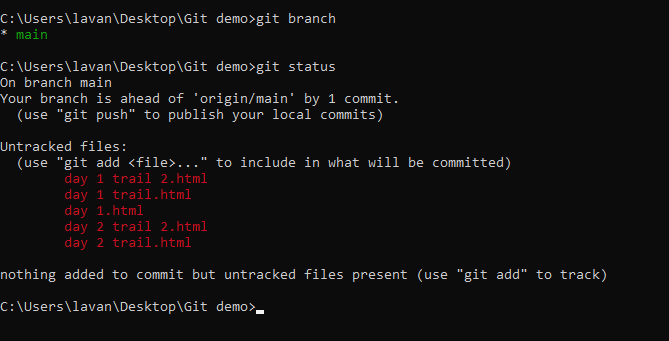 C:\Users\lavan\Desktop\Git demo>git branch
* main
C:\Users\lavan\Desktop\Git demo>git status
On branch main
Your branch is ahead of 'origin/main' by 1 commit.
  (use "git push" to publish your local commits)
Untracked files:
  (use "git add <file>..." to include in what will be committed)
        day 1 trail 2.html
        day 1 trail.html
        day 1.html
        day 2 trail 2.html
        day 2 trail.html
nothing added to commit but untracked files present (use "git add" to track)
C:\Users\lavan\Desktop\Git demo>